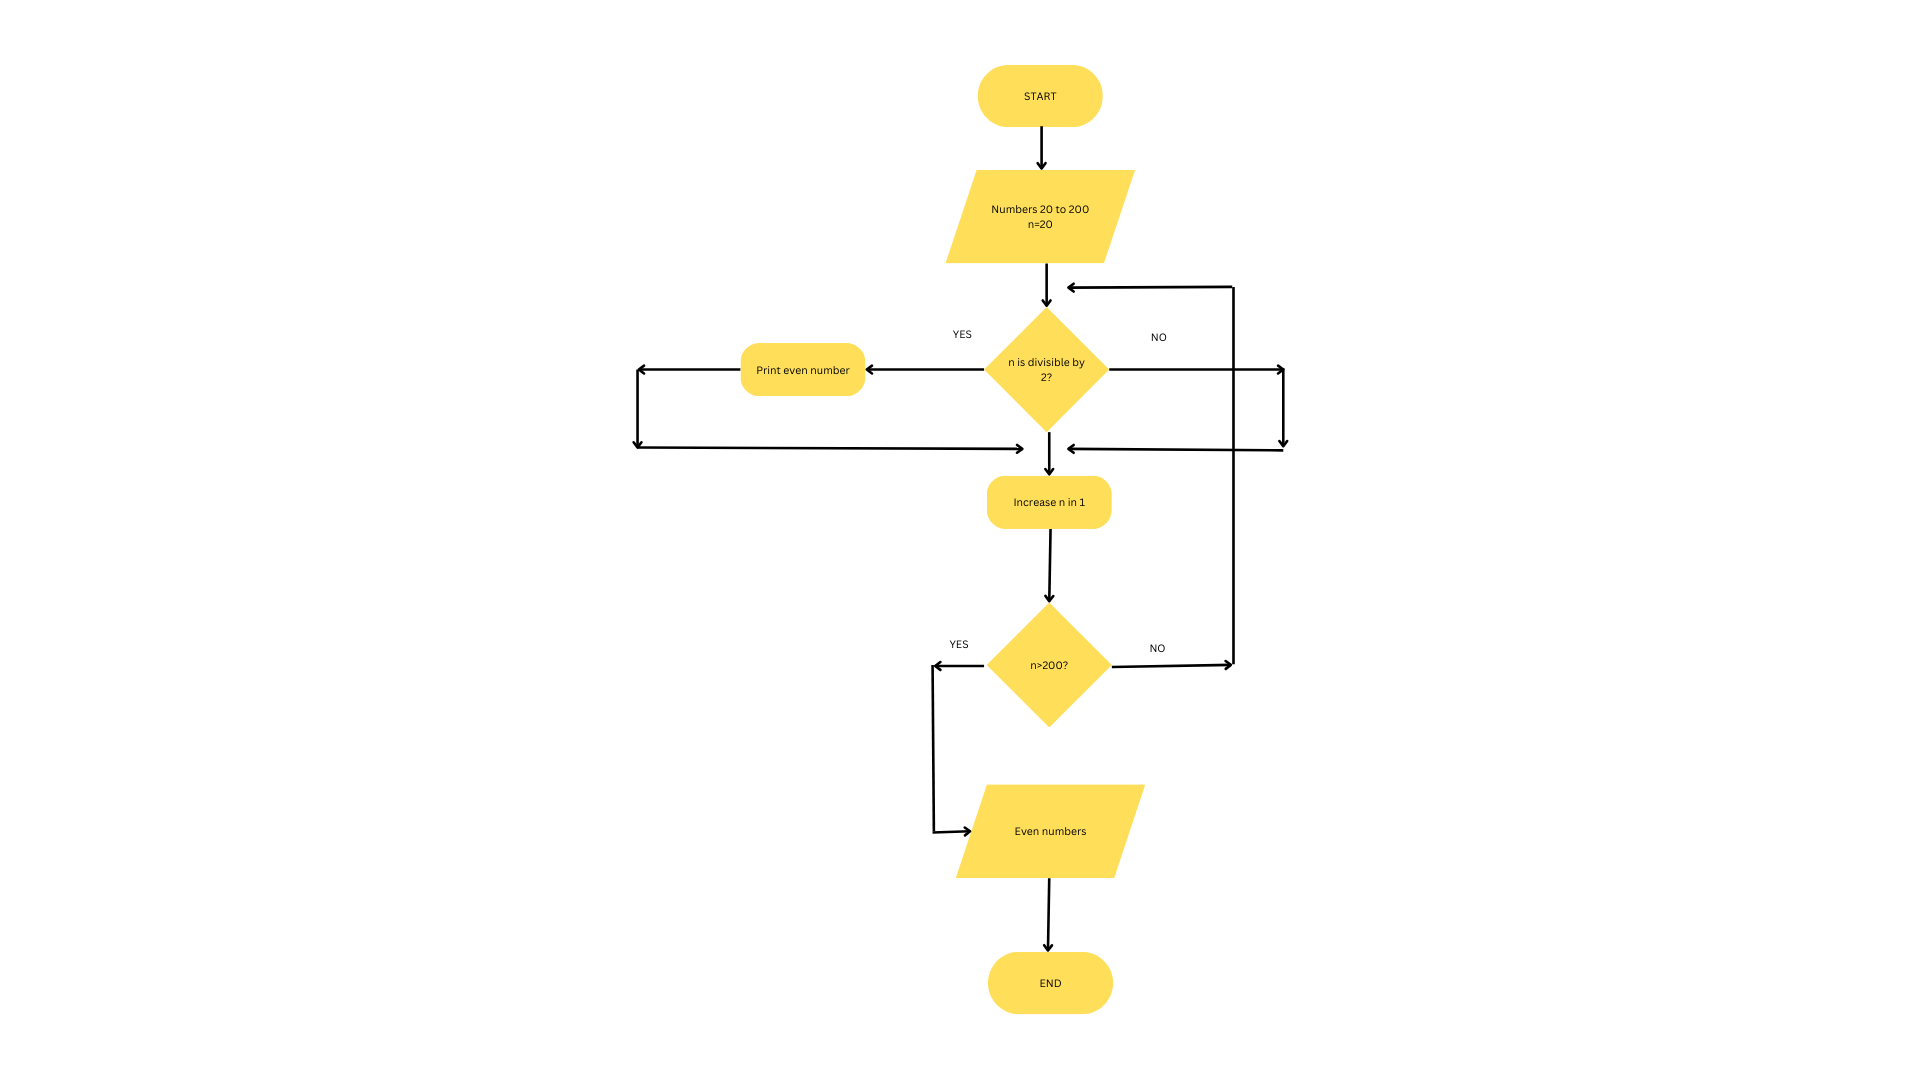 START
Numbers 20 to 200
n=20
YES
NO
Print even number
n is divisible by
2?
Increase n in 1
YES
NO
n>200?
Even numbers
END